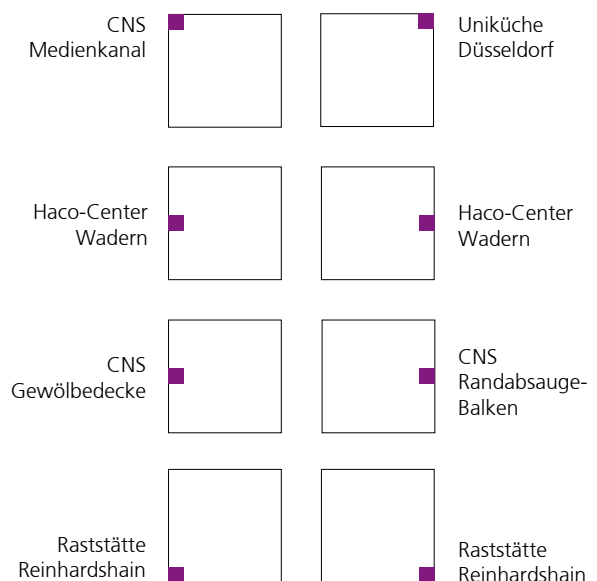 CNS
Medienkanal
Uniküche
Düsseldorf
Haco-Center
Wadern
Haco-Center
Wadern
CNS
Gewölbedecke
CNS
Randabsauge-
Balken
Raststätte
Reinhardshain
Raststätte
Reinhardshain